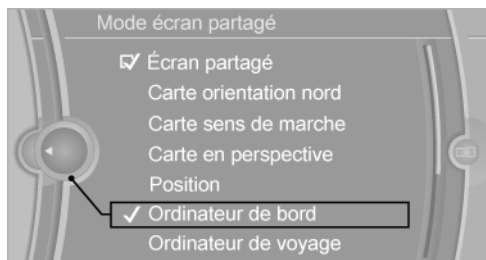 Mode écran partagé
Écran partagé
Carte orientation nord
Carte sens de marche
Carte en perspective
Position
Ordinateur de bord
Ordinateur de voyage